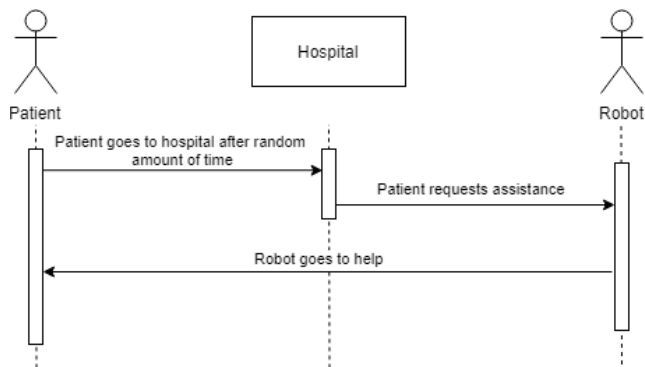 Hospital
Patient
Robot
Patient goes to hospital after random
amount of time
Patient requests assistance
Robot goes to help